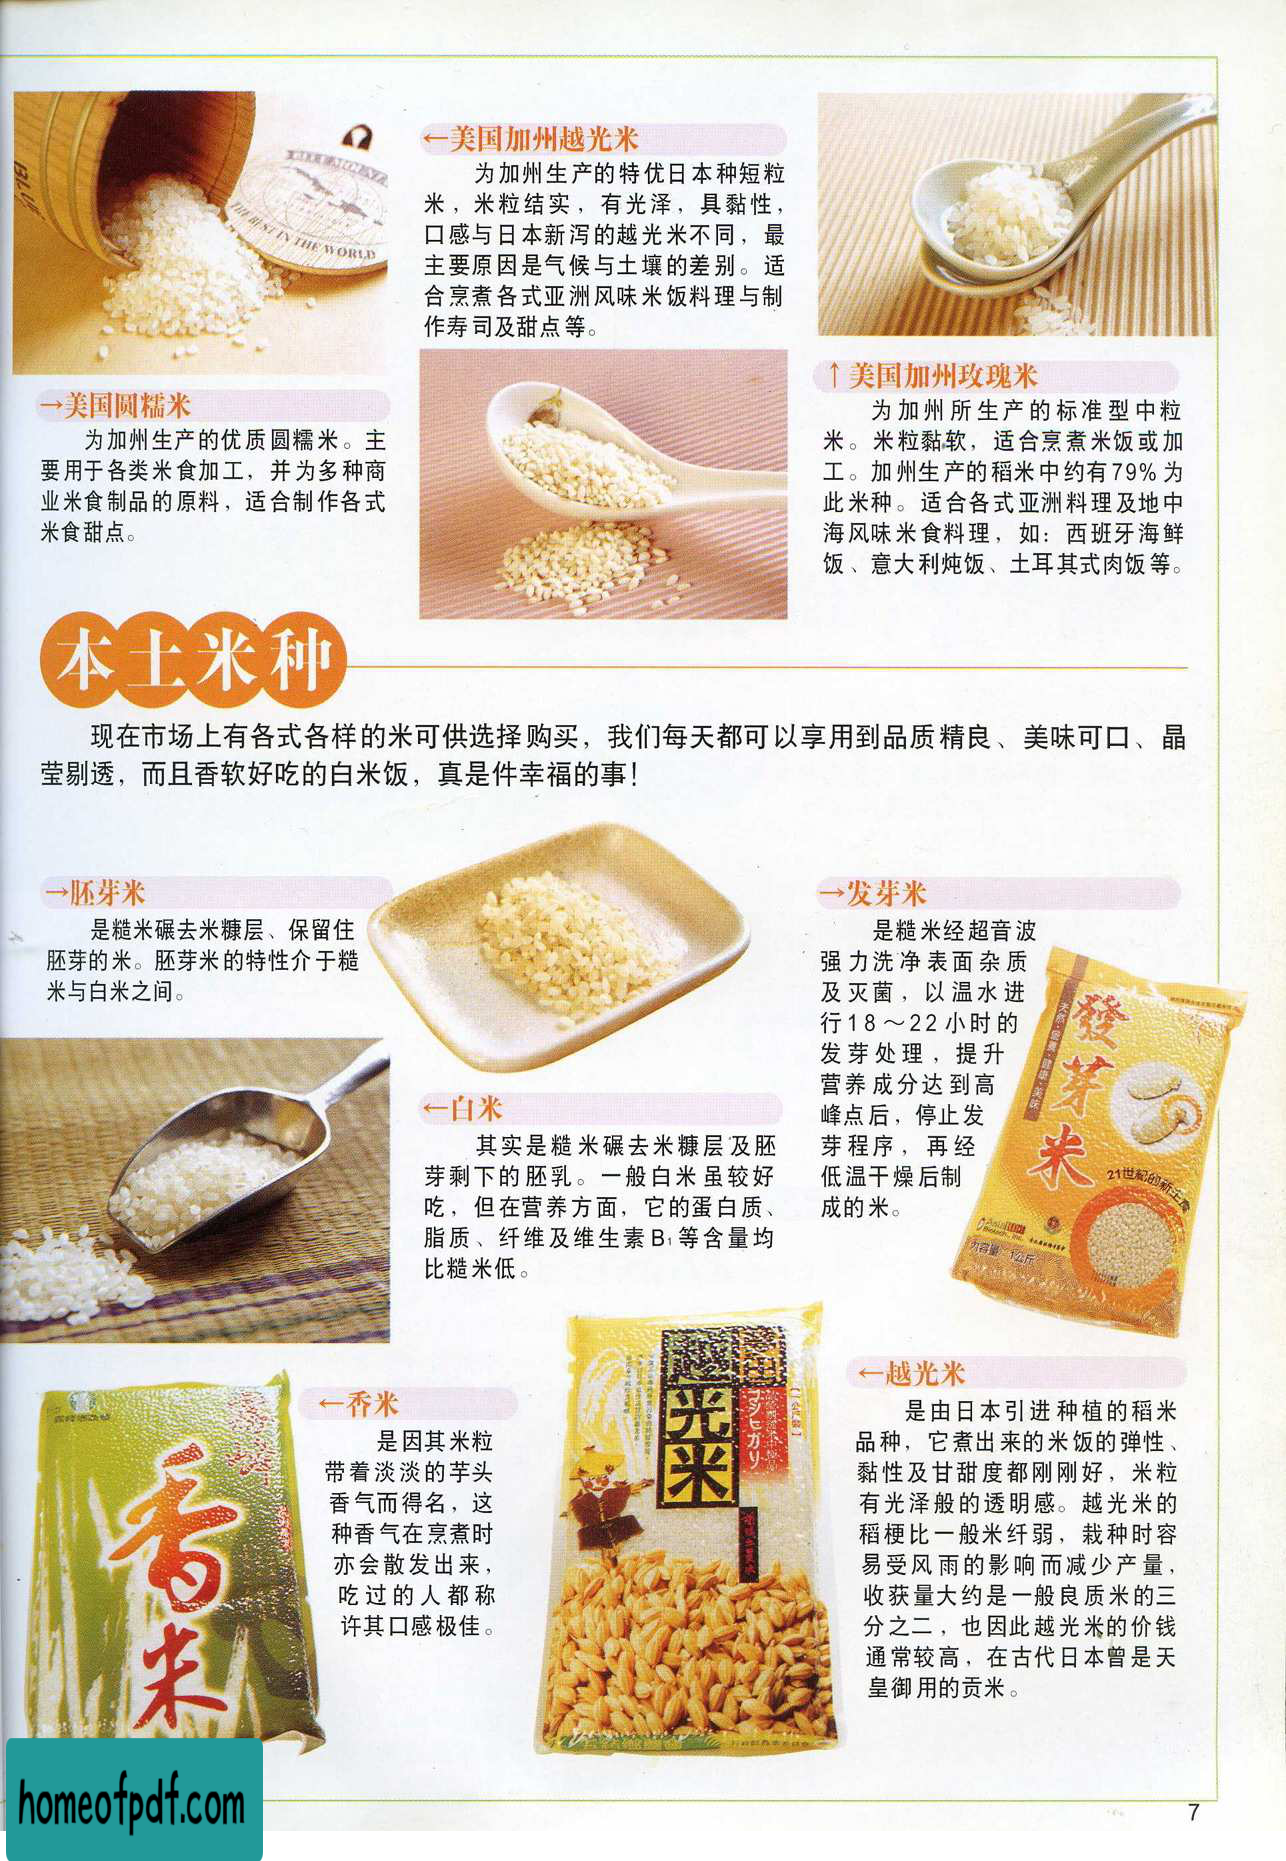 ←美国加州越光米
为加州生产的特优日本种短粒
米，米粒结实，有光泽，具黏性，
口感与日本新泻的越光米不同，最
主要原因是气候与土壤的差别。适
合烹煮各式亚洲风味米饭料理与制
作寿司及甜点等。
THE BEST IN THE WORLD
→美国圆糯米
为加州生产的优质圆糯米。主
要用于各类米食加工，并为多种商
业米食制品的原料，适合制作各式
米食甜点。
↑美国加州玫瑰米
为加州所生产的标准型中粒
米。米粒黏软，适合烹煮米饭或加
工。加州生产的稻米中约有79%为
此米种。适合各式亚洲料理及地中
海风味米食料理，如：西班牙海鲜
饭、意大利炖饭、土耳其式肉饭等。
本土米种
现在市场上有各式各样的米可供选择购买，我们每天都可以享用到品质精良、美味可口、晶
莹剔透，而且香软好吃的白米饭，真是件幸福的事！
→胚芽米
是糙米碾去米糠层、保留住
胚芽的米。胚芽米的特性介于糙
米与白米之间。
←白米
其实是糙米碾去米糠层及胚
芽剩下的胚乳。一般白米虽较好
吃，但在营养方面，它的蛋白质、
脂质、纤维及维生素B₁等含量均
比糙米低。
→发芽米
是糙米经超音波
强力洗净表面杂质
及灭菌，以温水进
行18～22小时的
发芽处理，提升
营养成分达到高
峰点后，停止发
芽程序，再经
低温干燥后制
成的米。
發芽米
天然·營養·健康·美味
21世紀的新主食
Asia
Biotech., Inc.
內容量：1公斤
←香米
是因其米粒
带着淡淡的芋头
香气而得名，这
种香气在烹煮时
亦会散发出来，
吃过的人都称
许其口感极佳。
香米
越光米
コシヒカリ
←越光米
是由日本引进种植的稻米
品种，它煮出来的米饭的弹性、
黏性及甘甜度都刚刚好，米粒
有光泽般的透明感。越光米的
稻梗比一般米纤弱，栽种时容
易受风雨的影响而减少产量，
收获量大约是一般良质米的三
分之二，也因此越光米的价钱
通常较高，在古代日本曾是天
皇御用的贡米。
homeofpdf.com
7